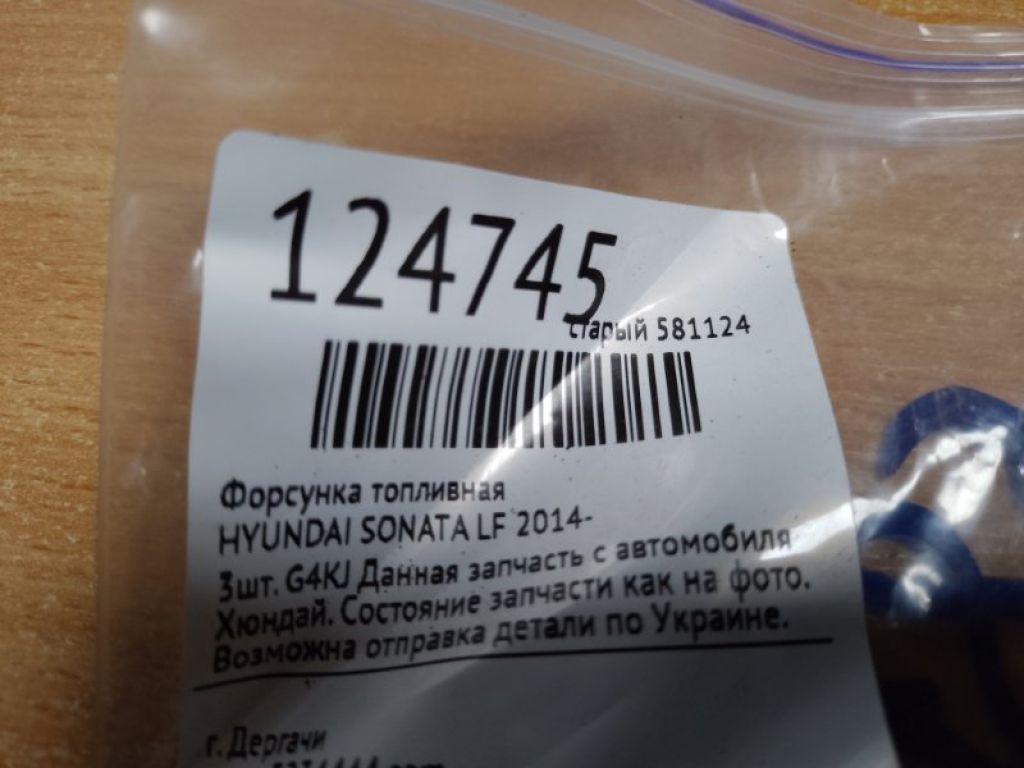 124745
старый 581124
Форсунка топливная
HYUNDAI SONATA LF 2014-
3шт. G4KJ Данная запчасть с автомобиля
Хюндай. Состояние запчасти как на фото.
Возможна отправка детали по Украине.
г. Дергачи